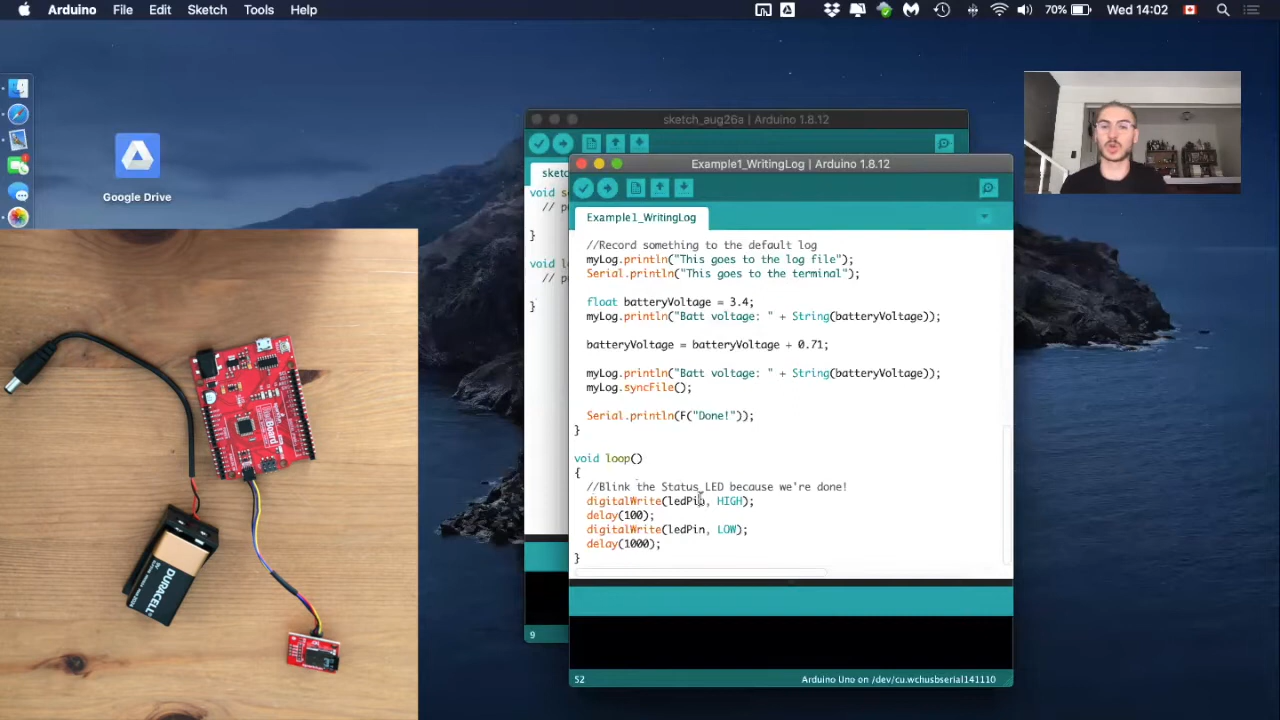 Arduino File Edit Sketch Tools Help
70% Wed 14:02
Google Drive
sketch_aug26a | Arduino 1.8.12
Example1_WritingLog | Arduino 1.8.12
sketc
Example1_WritingLog
void s
// p
}
void l
// p
}
//Record something to the default log
myLog.println("This goes to the log file");
Serial.println("This goes to the terminal");
float batteryVoltage = 3.4;
myLog.println("Batt voltage: " + String(batteryVoltage));
batteryVoltage = batteryVoltage + 0.71;
myLog.println("Batt voltage: " + String(batteryVoltage));
myLog.syncFile();
Serial.println(F("Done!"));
}
void loop()
{
//Blink the Status LED because we're done!
digitalWrite(ledPin, HIGH);
delay(100);
digitalWrite(ledPin, LOW);
delay(1000);
}
9
52
Arduino Uno on /dev/cu.wchusbserial141110
DURACELL